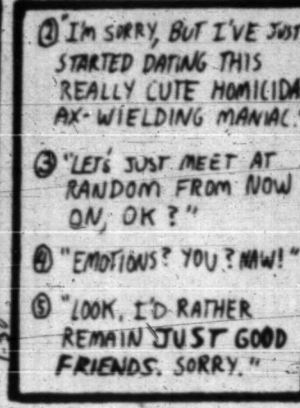 ② "I'M SORRY, BUT I'VE JUST
STARTED DATING THIS
REALLY CUTE HOMICIDA
AX-WIELDING MANIAC."
③ "LET'S JUST MEET AT
RANDOM FROM NOW
ON, OK?"
④ "EMOTIONS? YOU? NAW!"
⑤ "LOOK, I'D RATHER
REMAIN JUST GOOD
FRIENDS. SORRY."